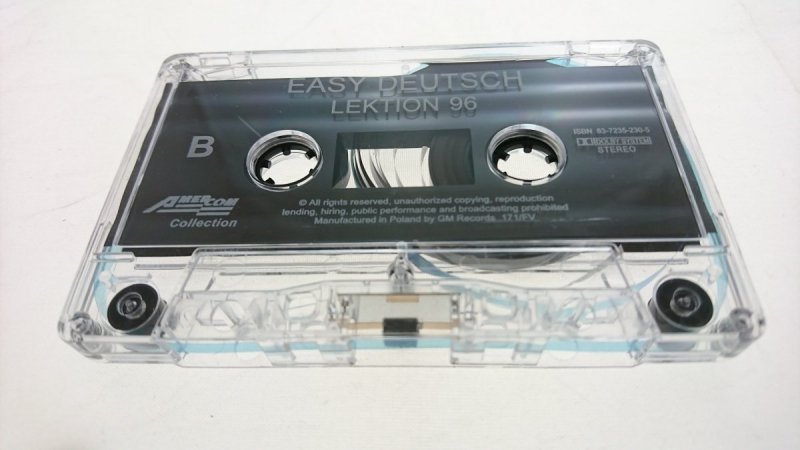 EASY DEUTSCH
LEKTION 96
B
ISBN 83-7235-230-5
DOLBY SYSTEM
STEREO
AMERCOM
Collection
© All rights reserved, unauthorized copying, reproduction
lending, hiring, public performance and broadcasting prohibited
Manufactured in Poland by GM Records 171/FV